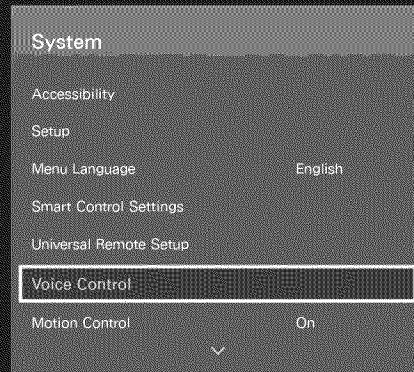 System
Accessibility
Setup
Menu Language English
Smart Control Settings
Universal Remote Setup
Voice Control
Motion Control On